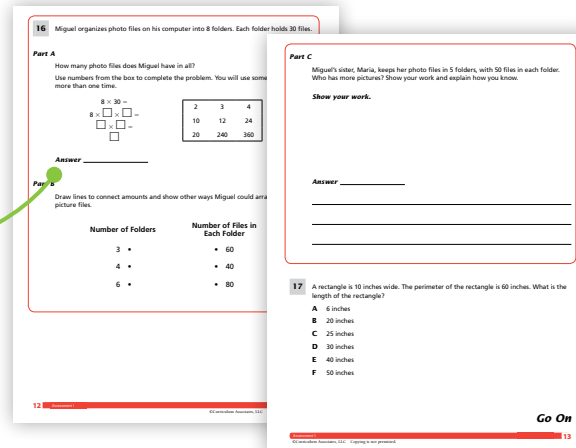 16 Miguel organizes photo files on his computer into 8 folders. Each folder holds 30 files.
Part A
How many photo files does Miguel have in all?
Use numbers from the box to complete the problem. You will use some
more than one time.
8 × 30 =
8 × □ × □ =
□ × □ =
□
2 3 4
10 12 24
20 240 360
Answer
Part B
Draw lines to connect amounts and show other ways Miguel could arra
picture files.
Number of Folders
Number of Files in
Each Folder
3 • • 60
4 • • 40
6 • • 80
12 Assessment 1
©Curriculum Associates, LLC
Part C
Miguel's sister, Maria, keeps her photo files in 5 folders, with 50 files in each folder.
Who has more pictures? Show your work and explain how you know.
Show your work.
Answer
17 A rectangle is 10 inches wide. The perimeter of the rectangle is 60 inches. What is the
length of the rectangle?
A 6 inches
B 20 inches
C 25 inches
D 30 inches
E 40 inches
F 50 inches
Go On
Assessment 1 13
©Curriculum Associates, LLC Copying is not permitted.